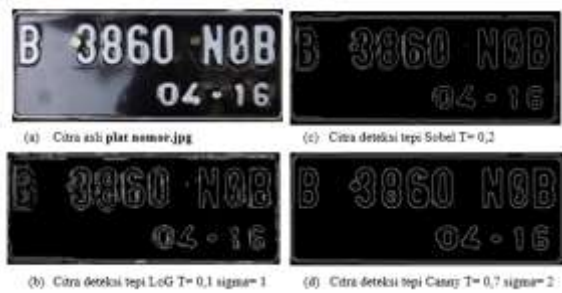 B 3860 NOB
04-16
(a) Citra asli plat nomor.jpg
B 3860 NOB
04-16
(c) Citra deteksi tepi Sobel T= 0,2
B 3860 NOB
04-16
(b) Citra deteksi tepi LoG T= 0,1 sigma= 1
B 3860 NOB
04-16
(d) Citra deteksi tepi Canny T= 0,7 sigma= 2